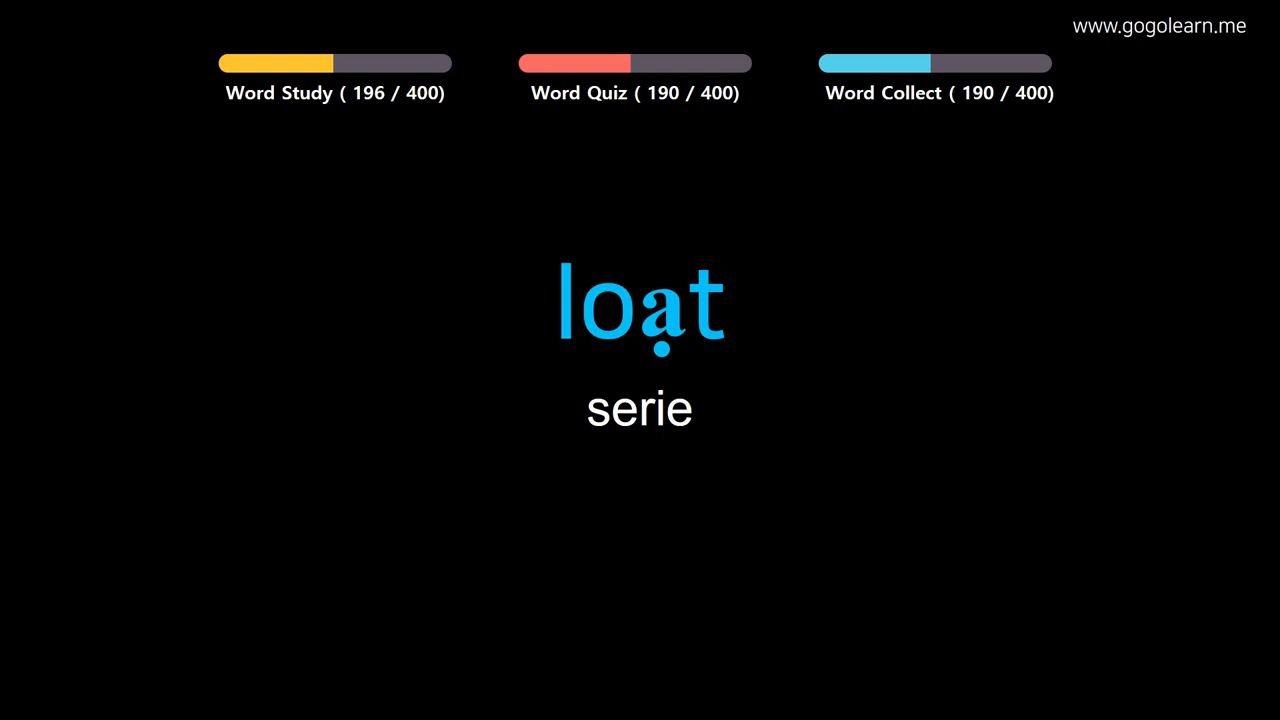 www.gogolearn.me
Word Study ( 196 / 400)
Word Quiz ( 190 / 400)
Word Collect ( 190 / 400)
loạt
serie